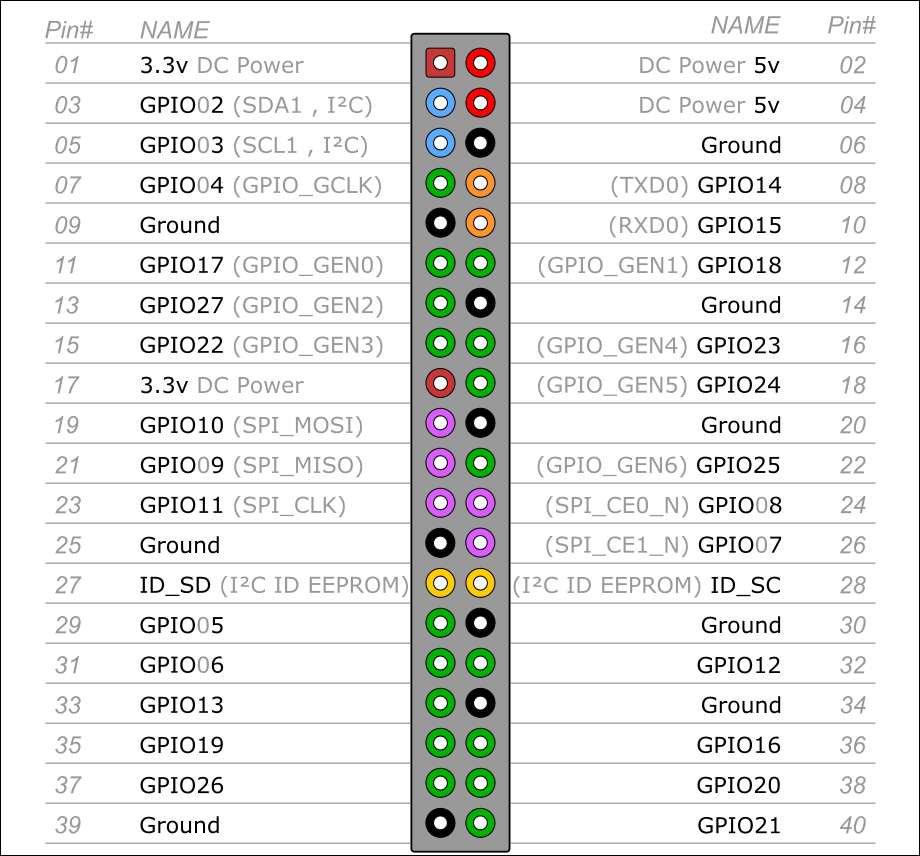 Pin# NAME NAME Pin#
01 3.3v DC Power DC Power 5v 02
03 GPIO02 (SDA1 , I²C) DC Power 5v 04
05 GPIO03 (SCL1 , I²C) Ground 06
07 GPIO04 (GPIO_GCLK) (TXD0) GPIO14 08
09 Ground (RXD0) GPIO15 10
11 GPIO17 (GPIO_GEN0) (GPIO_GEN1) GPIO18 12
13 GPIO27 (GPIO_GEN2) Ground 14
15 GPIO22 (GPIO_GEN3) (GPIO_GEN4) GPIO23 16
17 3.3v DC Power (GPIO_GEN5) GPIO24 18
19 GPIO10 (SPI_MOSI) Ground 20
21 GPIO09 (SPI_MISO) (GPIO_GEN6) GPIO25 22
23 GPIO11 (SPI_CLK) (SPI_CE0_N) GPIO08 24
25 Ground (SPI_CE1_N) GPIO07 26
27 ID_SD (I²C ID EEPROM) (I²C ID EEPROM) ID_SC 28
29 GPIO05 Ground 30
31 GPIO06 GPIO12 32
33 GPIO13 Ground 34
35 GPIO19 GPIO16 36
37 GPIO26 GPIO20 38
39 Ground GPIO21 40